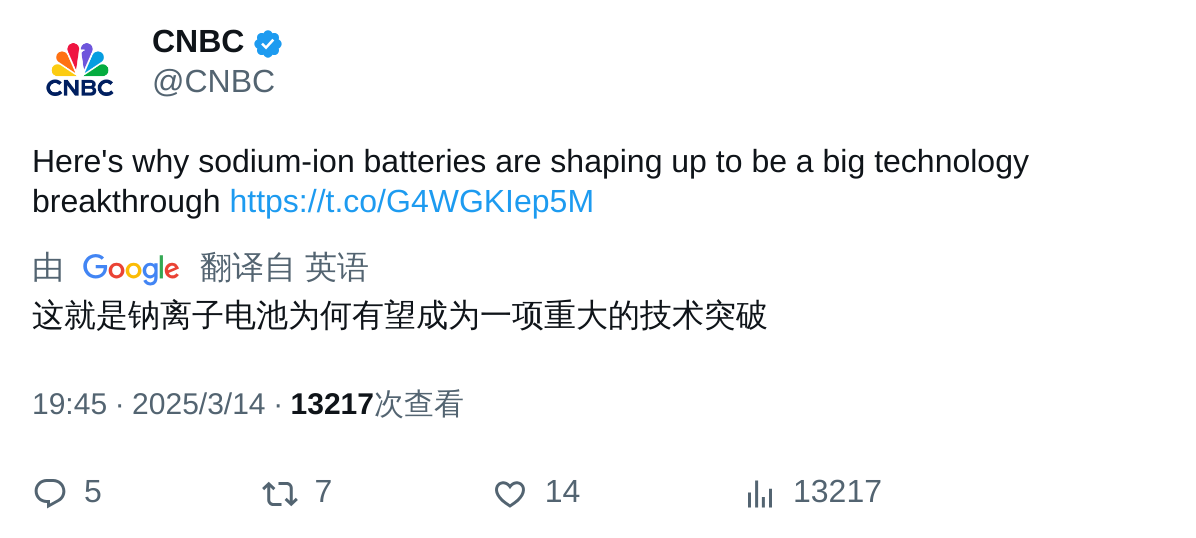 CNBC
CNBC
@CNBC
Here's why sodium-ion batteries are shaping up to be a big technology
breakthrough https://t.co/G4WGKIep5M
由 Google 翻译自 英语
这就是钠离子电池为何有望成为一项重大的技术突破
19:45 · 2025/3/14 · 13217次查看
5 7 14 13217